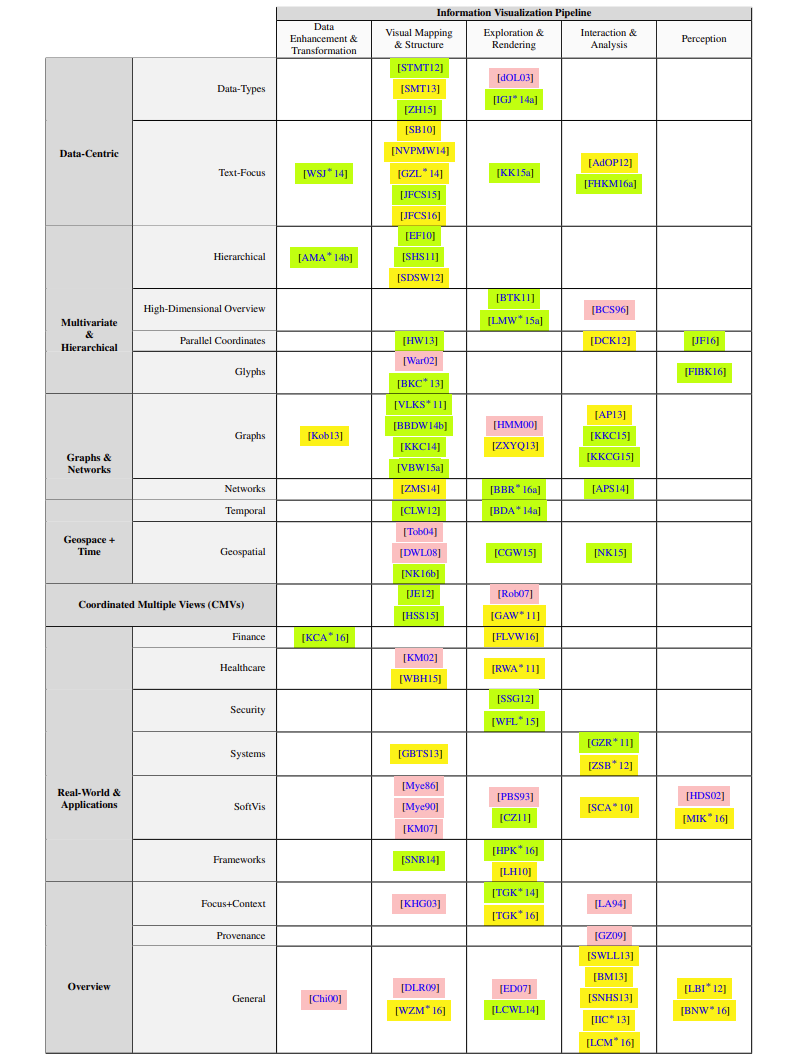 Information Visualization Pipeline
Data
Enhancement &
Transformation
Visual Mapping
& Structure
Exploration &
Rendering
Interaction &
Analysis
Perception
Data-Centric
Data-Types
[STMT12]
[SMT13]
[ZH15]
[dOL03]
[IGJ*14a]
Text-Focus
[WSJ*14]
[SB10]
[NVPMW14]
[GZL*14]
[JFCS15]
[JFCS16]
[KK15a]
[AdOP12]
[FHKM16a]
Multivariate
&
Hierarchical
Hierarchical
[AMA*14b]
[EF10]
[SHS11]
[SDSW12]
High-Dimensional Overview
[BTK11]
[LMW*15a]
[BCS96]
Parallel Coordinates
[HW13]
[DCK12]
[JF16]
Glyphs
[War02]
[BKC*13]
[FIBK16]
Graphs &
Networks
Graphs
[Kob13]
[VLKS*11]
[BBDW14b]
[KKC14]
[VBW15a]
[HMM00]
[ZXYQ13]
[AP13]
[KKC15]
[KKCG15]
Networks
[ZMS14]
[BBR*16a]
[APS14]
Geospace +
Time
Temporal
[CLW12]
[BDA*14a]
Geospatial
[Tob04]
[DWL08]
[NK16b]
[CGW15]
[NK15]
Coordinated Multiple Views (CMVs)
[JE12]
[HSS15]
[Rob07]
[GAW*11]
Real-World &
Applications
Finance
[KCA*16]
[FLVW16]
Healthcare
[KM02]
[WBH15]
[RWA*11]
Security
[SSG12]
[WFL*15]
Systems
[GBTS13]
[GZR*11]
[ZSB*12]
SoftVis
[Mye86]
[Mye90]
[KM07]
[PBS93]
[CZ11]
[SCA*10]
[HDS02]
[MIK*16]
Frameworks
[SNR14]
[HPK*16]
[LH10]
Overview
Focus+Context
[KHG03]
[TGK*14]
[TGK*16]
[LA94]
Provenance
[GZ09]
General
[Chi00]
[DLR09]
[WZM*16]
[ED07]
[LCWL14]
[SWLL13]
[BM13]
[SNHS13]
[IIC*13]
[LCM*16]
[LBI*12]
[BNW*16]